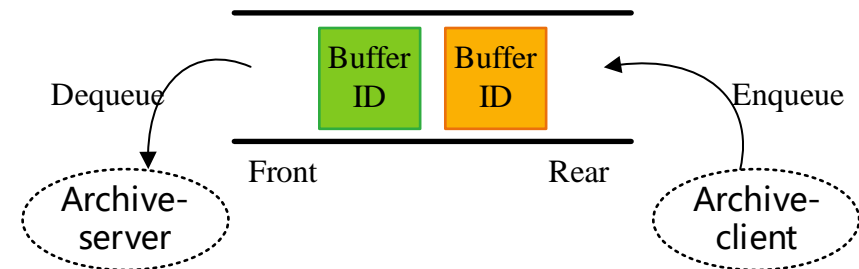 Buffer
ID
Buffer
ID
Dequeue
Enqueue
Front
Rear
Archive-
server
Archive-
client